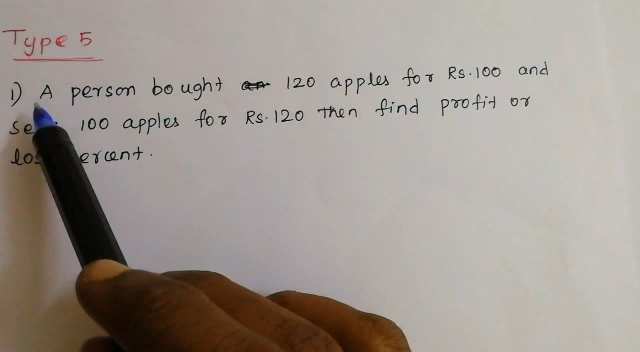 Type 5
1) A person bought 120 apples for Rs.100 and
100 apples for Rs.120 then find profit or